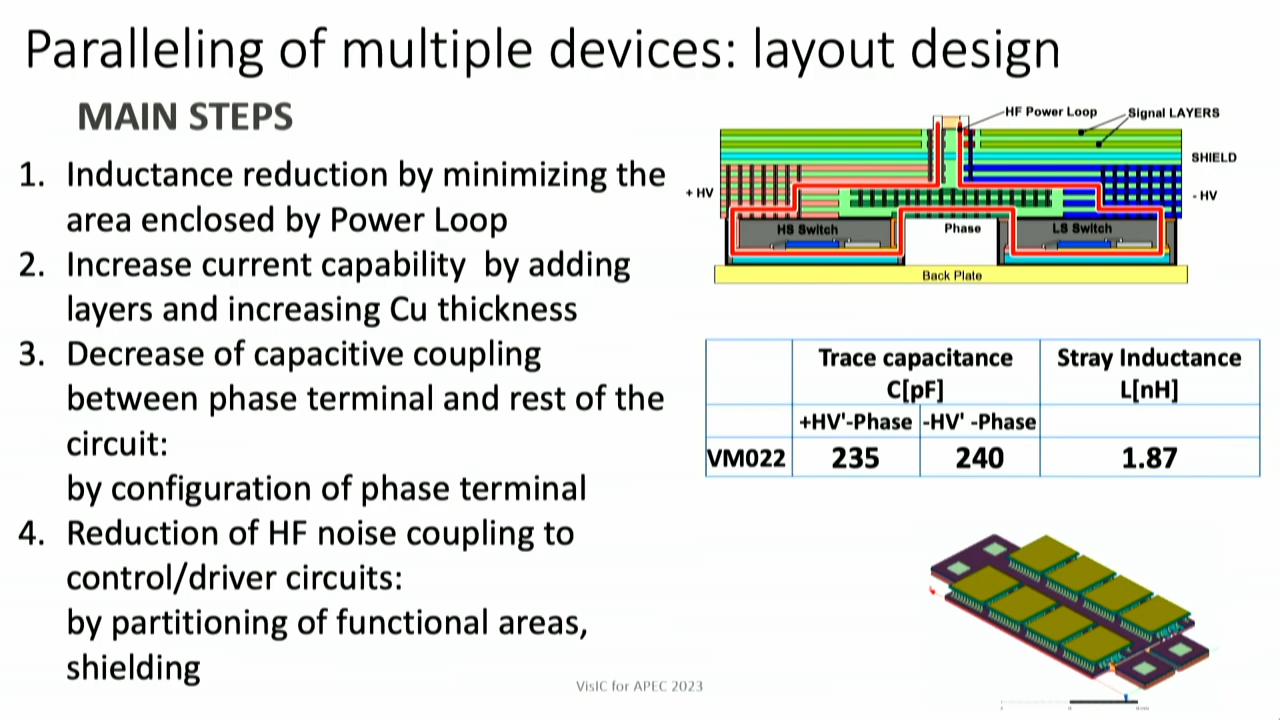 Paralleling of multiple devices: layout design
MAIN STEPS
1. Inductance reduction by minimizing the
area enclosed by Power Loop
2. Increase current capability by adding
layers and increasing Cu thickness
3. Decrease of capacitive coupling
between phase terminal and rest of the
circuit:
by configuration of phase terminal
4. Reduction of HF noise coupling to
control/driver circuits:
by partitioning of functional areas,
shielding
HF Power Loop
Signal LAYERS
SHIELD
+ HV
- HV
HS Switch
Phase
LS Switch
Back Plate
Trace capacitance Stray Inductance
C[pF] L[nH]
+HV'-Phase -HV' -Phase
VM022 235 240 1.87
VisIC for APEC 2023